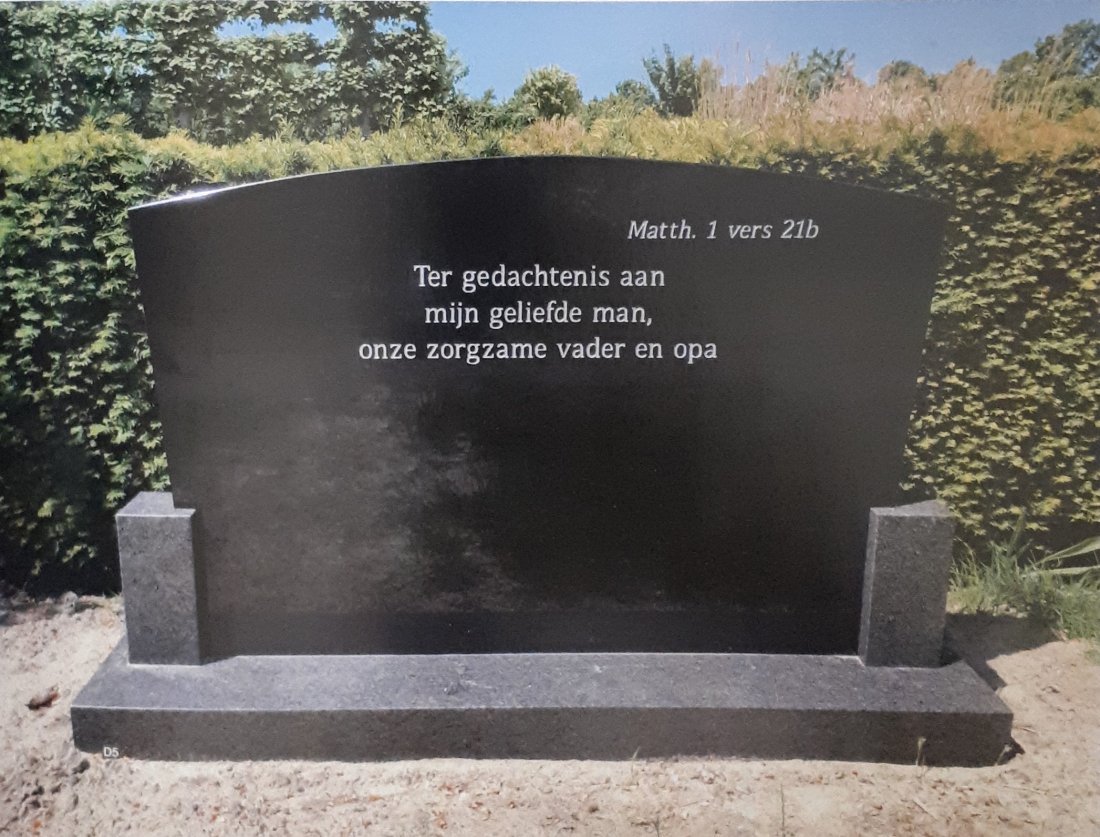 Matth. 1 vers 21b
Ter gedachtenis aan
mijn geliefde man,
onze zorgzame vader en opa
D5